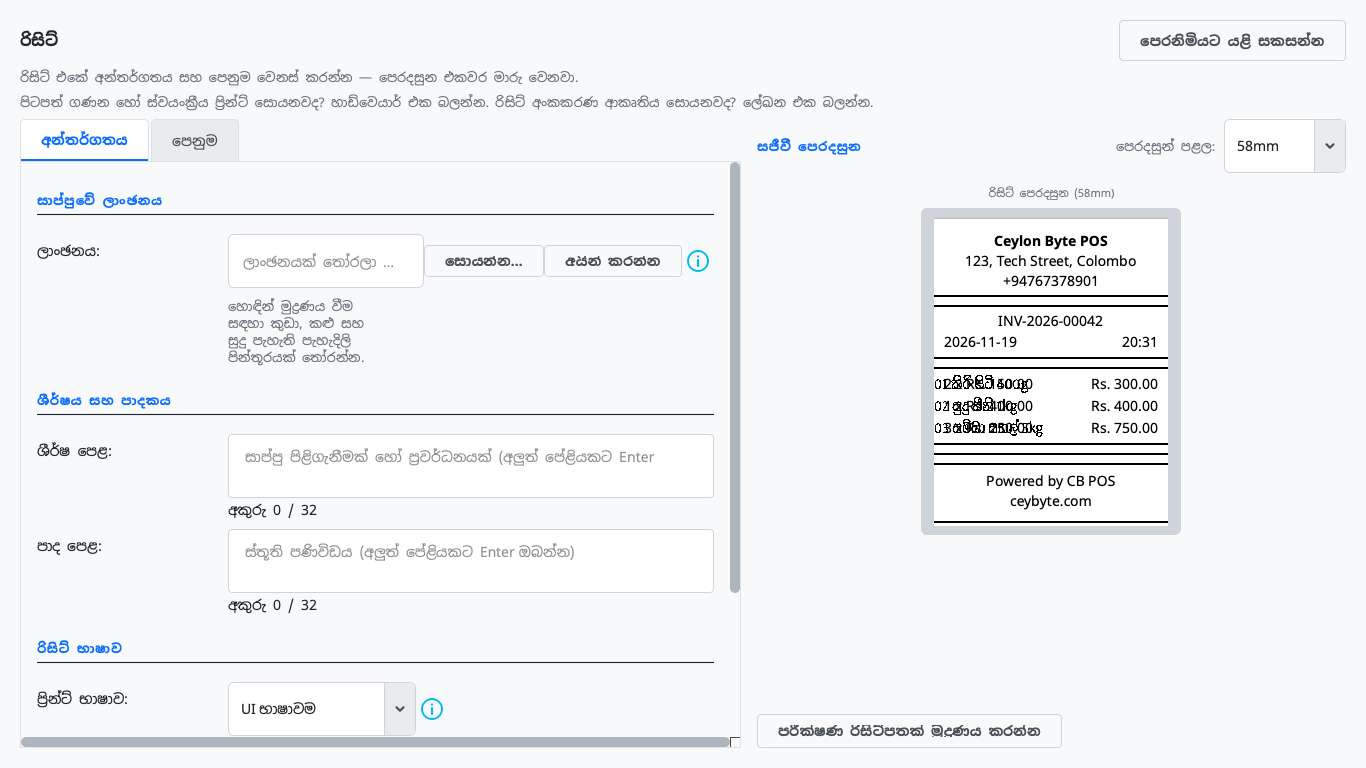 රිසිට්
පෙරනිමියට යළි සකසන්න
රිසිට් එකේ අන්තර්ගතය සහ පෙනුම වෙනස් කරන්න — පෙරදසුන එකවර මාරු වෙනවා.
පිටපත් ගණන හෝ ස්වයංක්‍රීය ප්‍රින්ට් සොයනවද? හාඩ්වෙයාර් එක බලන්න. රිසිට් අංකකරණ ආකෘතිය සොයනවද? ලේඛන එක බලන්න.
අන්තර්ගතය
පෙනුම
සජීවී පෙරදසුන
පෙරදසුන් පළල:
58mm
සාප්පුවේ ලාංඡනය
ලාංඡනය:
ලාංඡනයක් තෝරලා ...
සොයන්න...
අයින් කරන්න
හොඳින් මුද්‍රණය වීම
සඳහා කුඩා, කළු සහ
සුදු පැහැති පැහැදිලි
පින්තූරයක් තෝරන්න.
ශීර්ෂය සහ පාදකය
ශීර්ෂ පෙළ:
සාප්පු පිළිගැනීමක් හෝ ප්‍රවර්ධනයක් (අලුත් පේළියකට Enter
අකුරු 0 / 32
පාද පෙළ:
ස්තූති පණිවිඩය (අලුත් පේළියකට Enter ඔබන්න)
අකුරු 0 / 32
රිසිට් භාෂාව
ප්‍රින්ට් භාෂාව:
UI භාෂාවම
රිසිට් පෙරදසුන (58mm)
Ceylon Byte POS
123, Tech Street, Colombo
+94767378901
INV-2026-00042
2026-11-19 20:31
Rs. 300.00
Rs. 400.00
Rs. 750.00
Powered by CB POS
ceybyte.com
පරීක්ෂණ රිසිට්පතක් මුද්‍රණය කරන්න